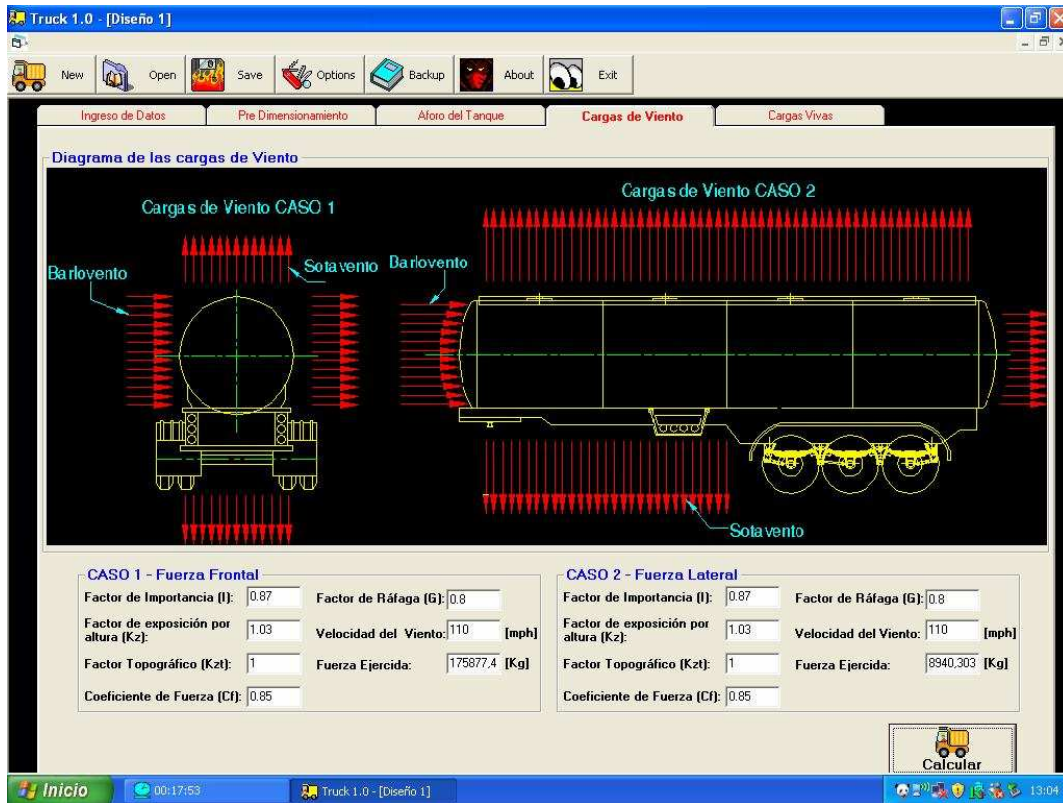 Truck 1.0 - [Diseño 1]
New Open Save Options Backup About Exit
Ingreso de Datos Pre Dimensionamiento Aforo del Tanque Cargas de Viento Cargas Vivas
Diagrama de las cargas de Viento
Cargas de Viento CASO 1
Cargas de Viento CASO 2
Barlovento
Sotavento
Barlovento
Sotavento
CASO 1 - Fuerza Frontal
Factor de Importancia (I): 0.87
Factor de Ráfaga (G): 0.8
Factor de exposición por
altura (Kz): 1.03
Velocidad del Viento: 110 [mph]
Factor Topográfico (Kzt): 1
Fuerza Ejercida: 175877,4 [Kg]
Coeficiente de Fuerza (Cf): 0.85
CASO 2 - Fuerza Lateral
Factor de Importancia (I): 0.87
Factor de Ráfaga (G): 0.8
Factor de exposición por
altura (Kz): 1.03
Velocidad del Viento: 110 [mph]
Factor Topográfico (Kzt): 1
Fuerza Ejercida: 8940,303 [Kg]
Coeficiente de Fuerza (Cf): 0.85
Calcular
Inicio 00:17:53 Truck 1.0 - [Diseño 1] 13:04